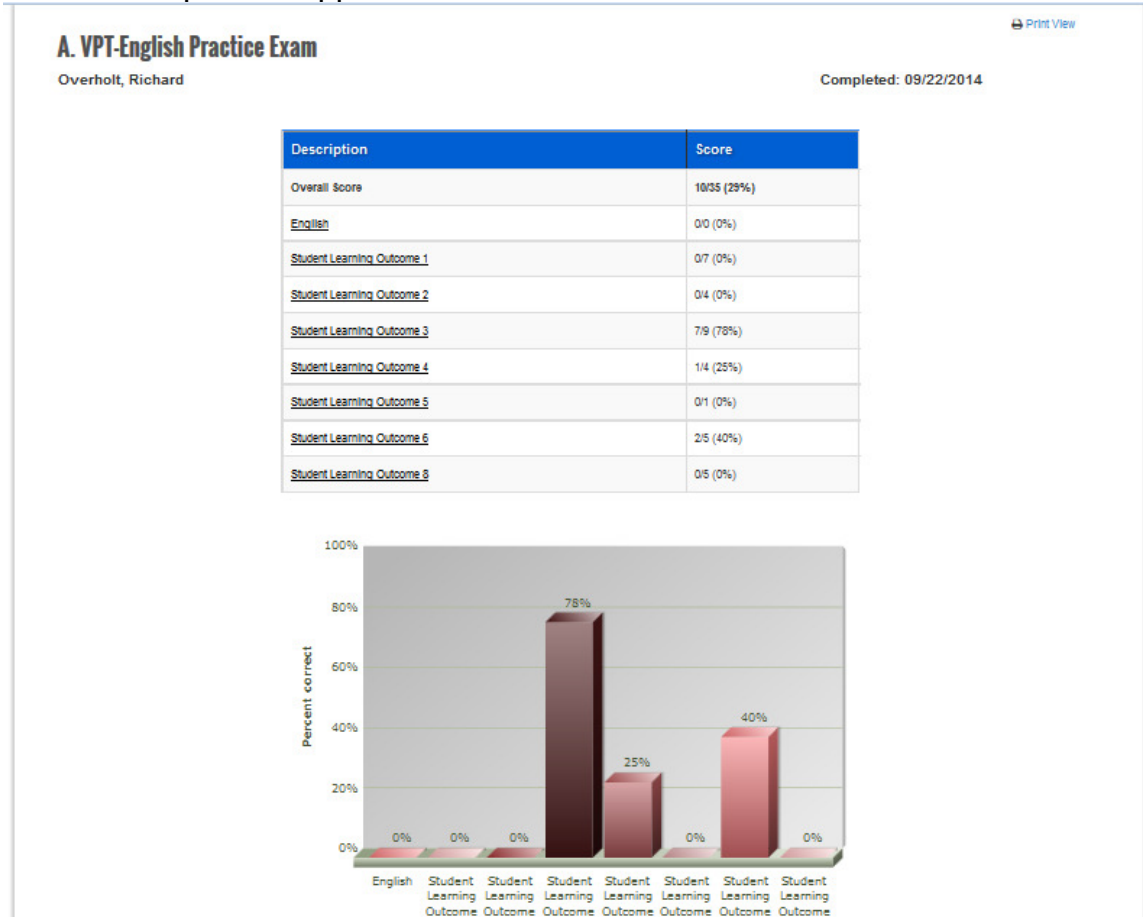 Print View
A. VPT-English Practice Exam
Overholt, Richard Completed: 09/22/2014
Description Score
Overall Score 10/35 (29%)
English 0/0 (0%)
Student Learning Outcome 1 0/7 (0%)
Student Learning Outcome 2 0/4 (0%)
Student Learning Outcome 3 7/9 (78%)
Student Learning Outcome 4 1/4 (25%)
Student Learning Outcome 5 0/1 (0%)
Student Learning Outcome 6 2/5 (40%)
Student Learning Outcome 8 0/5 (0%)
100%
80%
60%
40%
20%
0%
Percent correct
0% 0% 0% 78% 25% 0% 40% 0%
English Student Student Student Student Student Student Student
Learning Learning Learning Learning Learning Learning Learning
Outcome Outcome Outcome Outcome Outcome Outcome Outcome